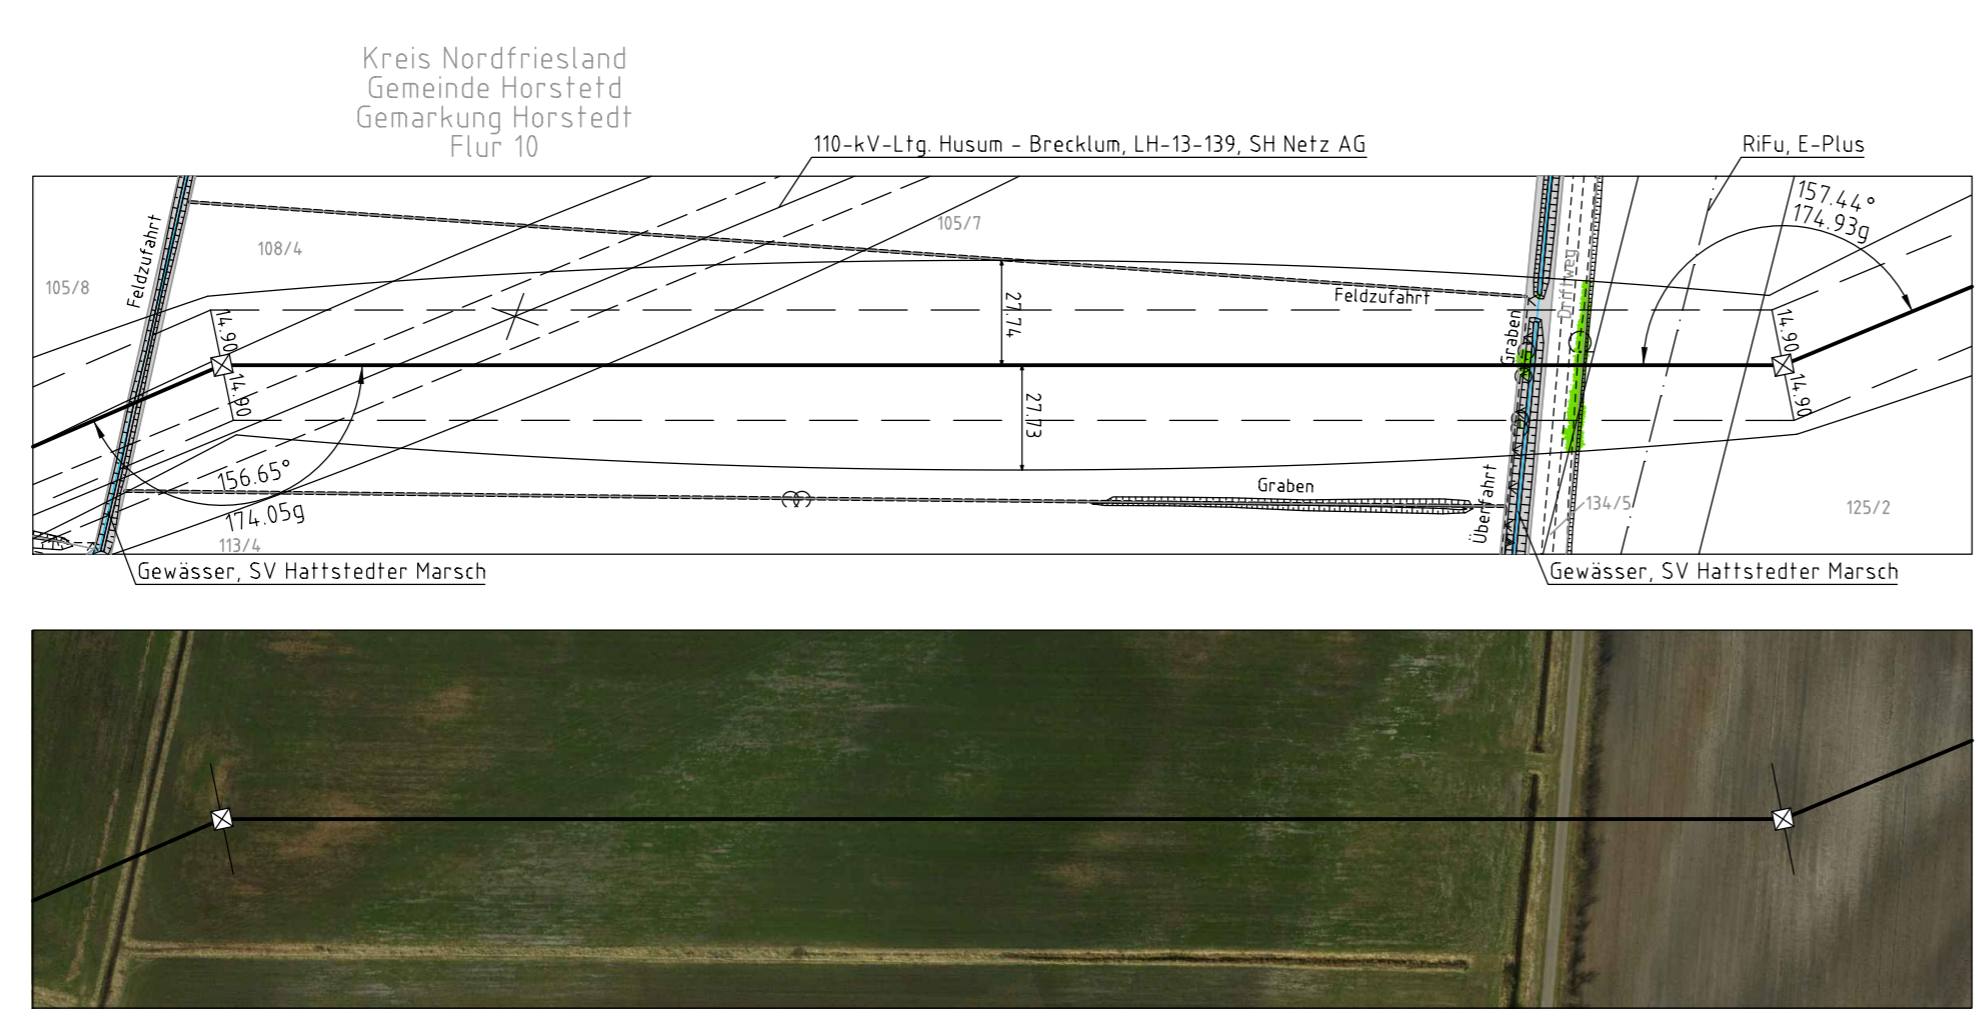 Kreis Nordfriesland
Gemeinde Horstetd
Gemarkung Horstedt
Flur 10
110-kV-Ltg. Husum - Brecklum, LH-13-139, SH Netz AG
RiFu, E-Plus
157.44°
174.93g
105/7
108/4
105/8
Feldzufahrt
Feldzufahrt
Driftweg
27.74
14.90
14.90
Graben
14.90
14.90
27.73
156.65°
174.05g
Graben
Überfahrt
134/5
125/2
113/4
Gewässer, SV Hattstedter Marsch
Gewässer, SV Hattstedter Marsch